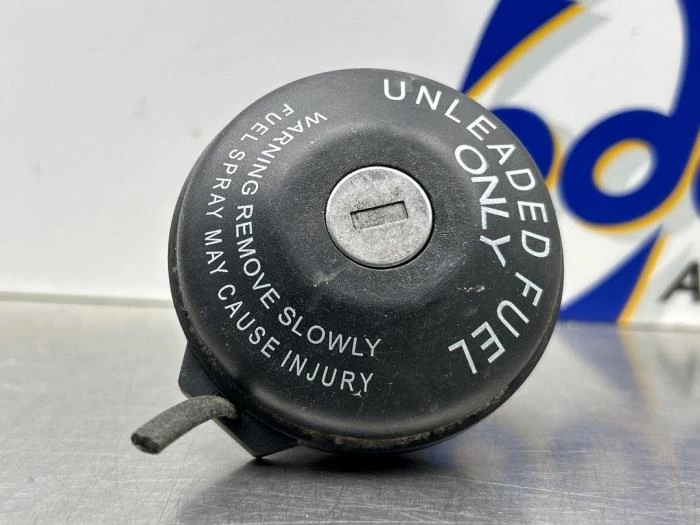 UNLEADED FUEL
ONLY
WARNING REMOVE SLOWLY
FUEL SPRAY MAY CAUSE INJURY